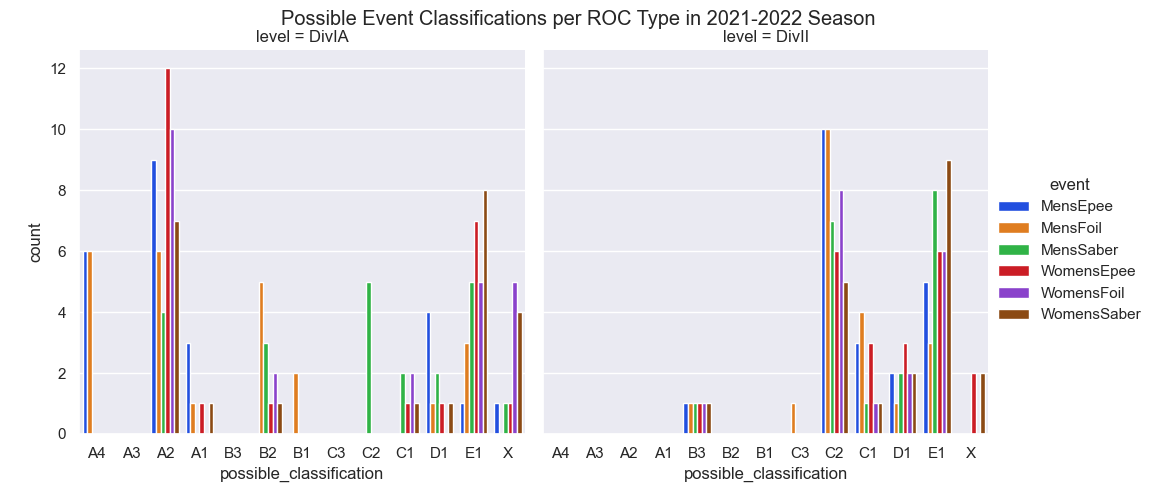 Possible Event Classifications per ROC Type in 2021-2022 Season
level = DivIA
level = DivII
12
10
8
6
4
2
0
count
A4 A3 A2 A1 B3 B2 B1 C3 C2 C1 D1 E1 X
possible_classification
A4 A3 A2 A1 B3 B2 B1 C3 C2 C1 D1 E1 X
possible_classification
event
MensEpee
MensFoil
MensSaber
WomensEpee
WomensFoil
WomensSaber